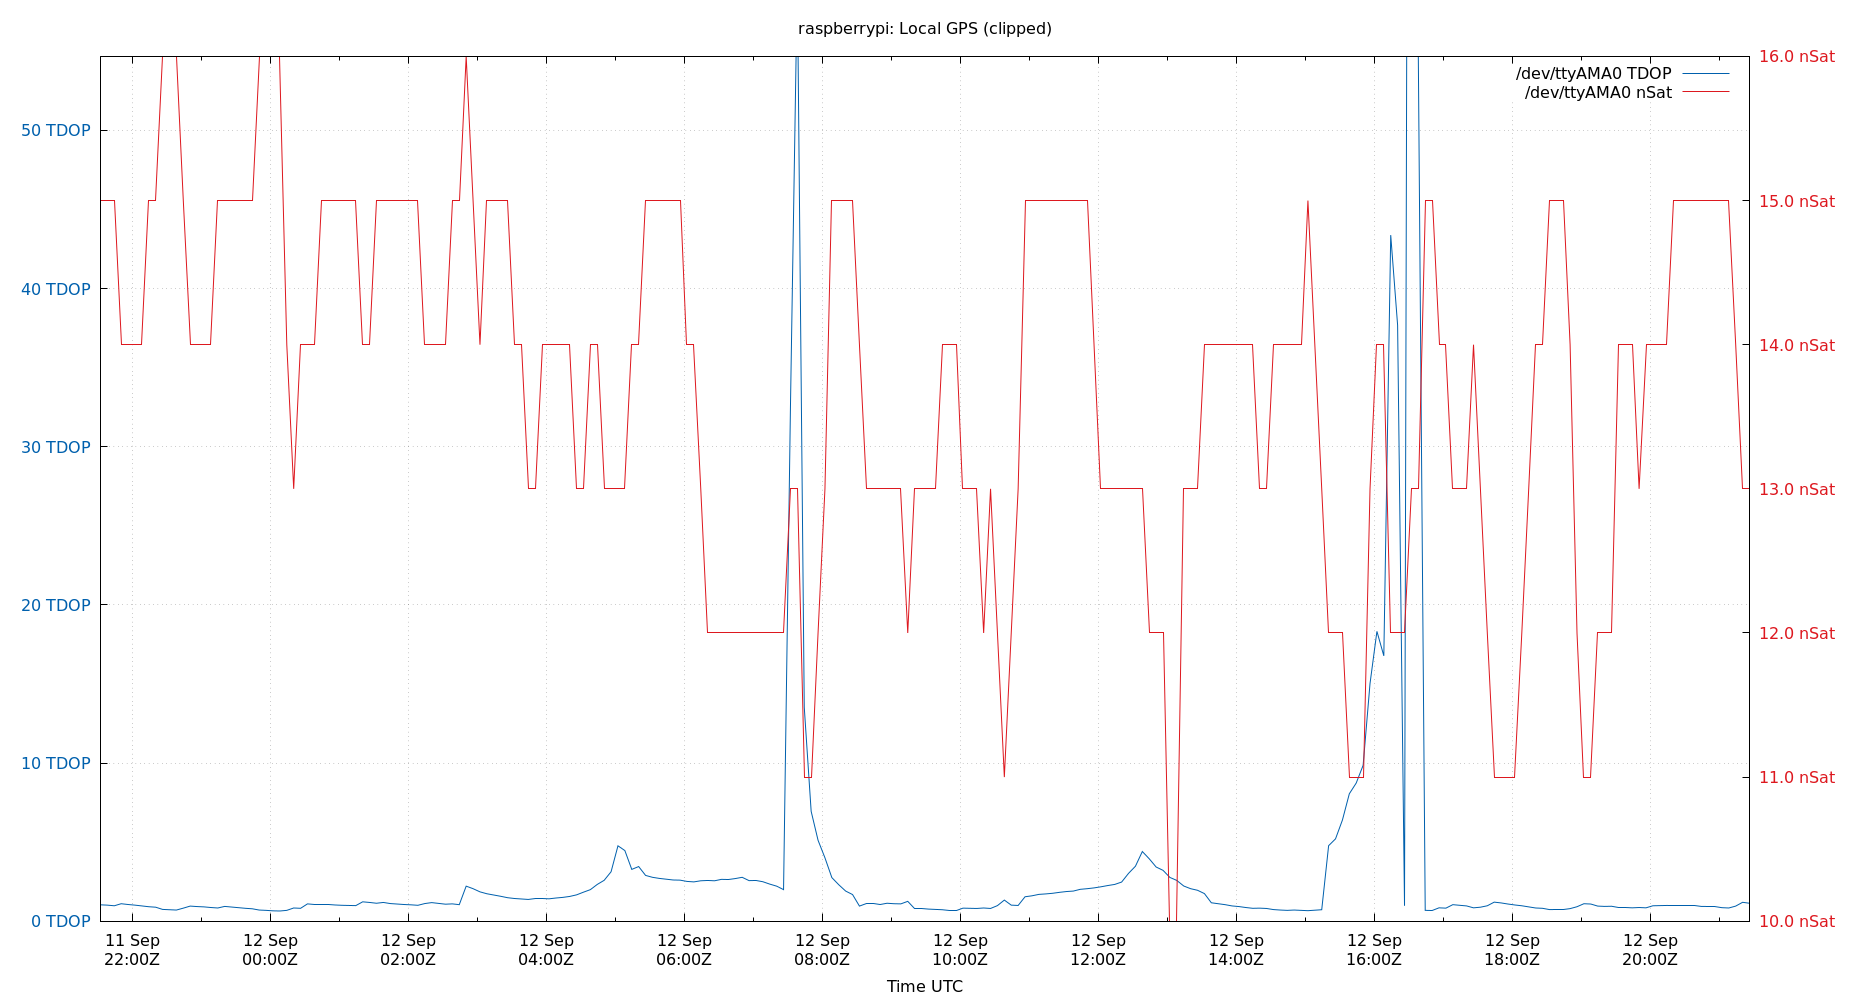 raspberrypi: Local GPS (clipped)
/dev/ttyAMA0 TDOP
/dev/ttyAMA0 nSat
50 TDOP
40 TDOP
30 TDOP
20 TDOP
10 TDOP
0 TDOP
16.0 nSat
15.0 nSat
14.0 nSat
13.0 nSat
12.0 nSat
11.0 nSat
10.0 nSat
11 Sep 12 Sep 12 Sep 12 Sep 12 Sep 12 Sep 12 Sep 12 Sep 12 Sep 12 Sep 12 Sep 12 Sep
22:00Z 00:00Z 02:00Z 04:00Z 06:00Z 08:00Z 10:00Z 12:00Z 14:00Z 16:00Z 18:00Z 20:00Z
Time UTC